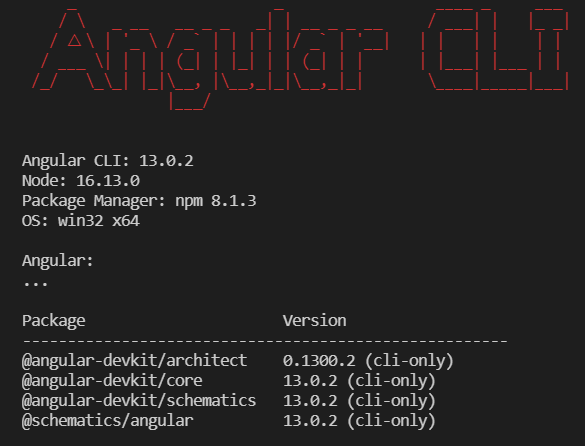 Angular CLI
Angular CLI: 13.0.2
Node: 16.13.0
Package Manager: npm 8.1.3
OS: win32 x64
Angular:
...
Package                      Version
------------------------------------------------------
@angular-devkit/architect    0.1300.2 (cli-only)
@angular-devkit/core         13.0.2 (cli-only)
@angular-devkit/schematics   13.0.2 (cli-only)
@schematics/angular          13.0.2 (cli-only)